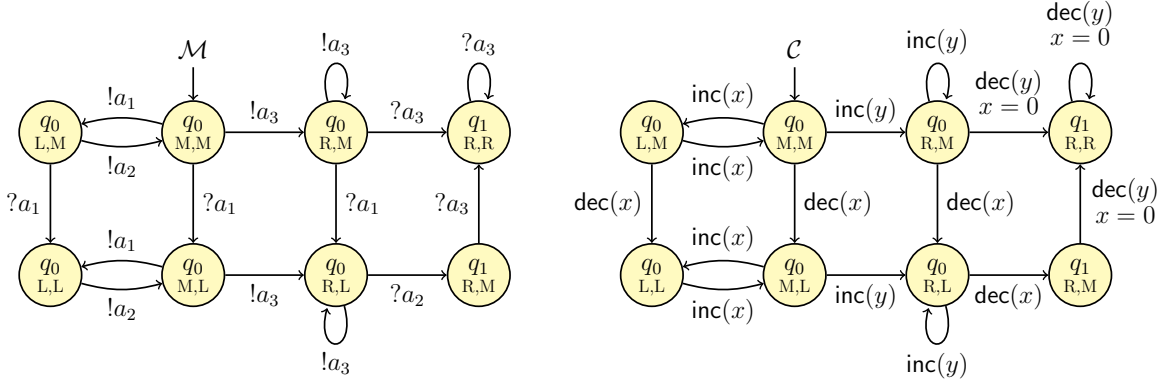 M
!a₃
?a₃
!a₁
q₀
L,M
q₀
M,M
!a₃
q₀
R,M
?a₃
q₁
R,R
!a₂
?a₁
?a₁
?a₁
?a₃
!a₁
q₀
L,L
q₀
M,L
!a₃
q₀
R,L
?a₂
q₁
R,M
!a₂
!a₃
C
inc(y)
dec(y)
x = 0
inc(x)
q₀
L,M
q₀
M,M
inc(y)
q₀
R,M
dec(y)
x = 0
q₁
R,R
inc(x)
dec(x)
dec(x)
dec(x)
dec(y)
x = 0
inc(x)
q₀
L,L
q₀
M,L
inc(y)
q₀
R,L
dec(x)
q₁
R,M
inc(x)
inc(y)